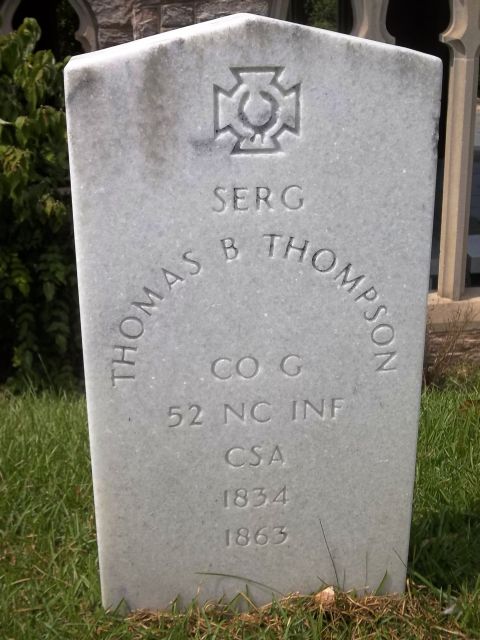 SERG
THOMAS B THOMPSON
CO G
52 NC INF
CSA
1834
1863